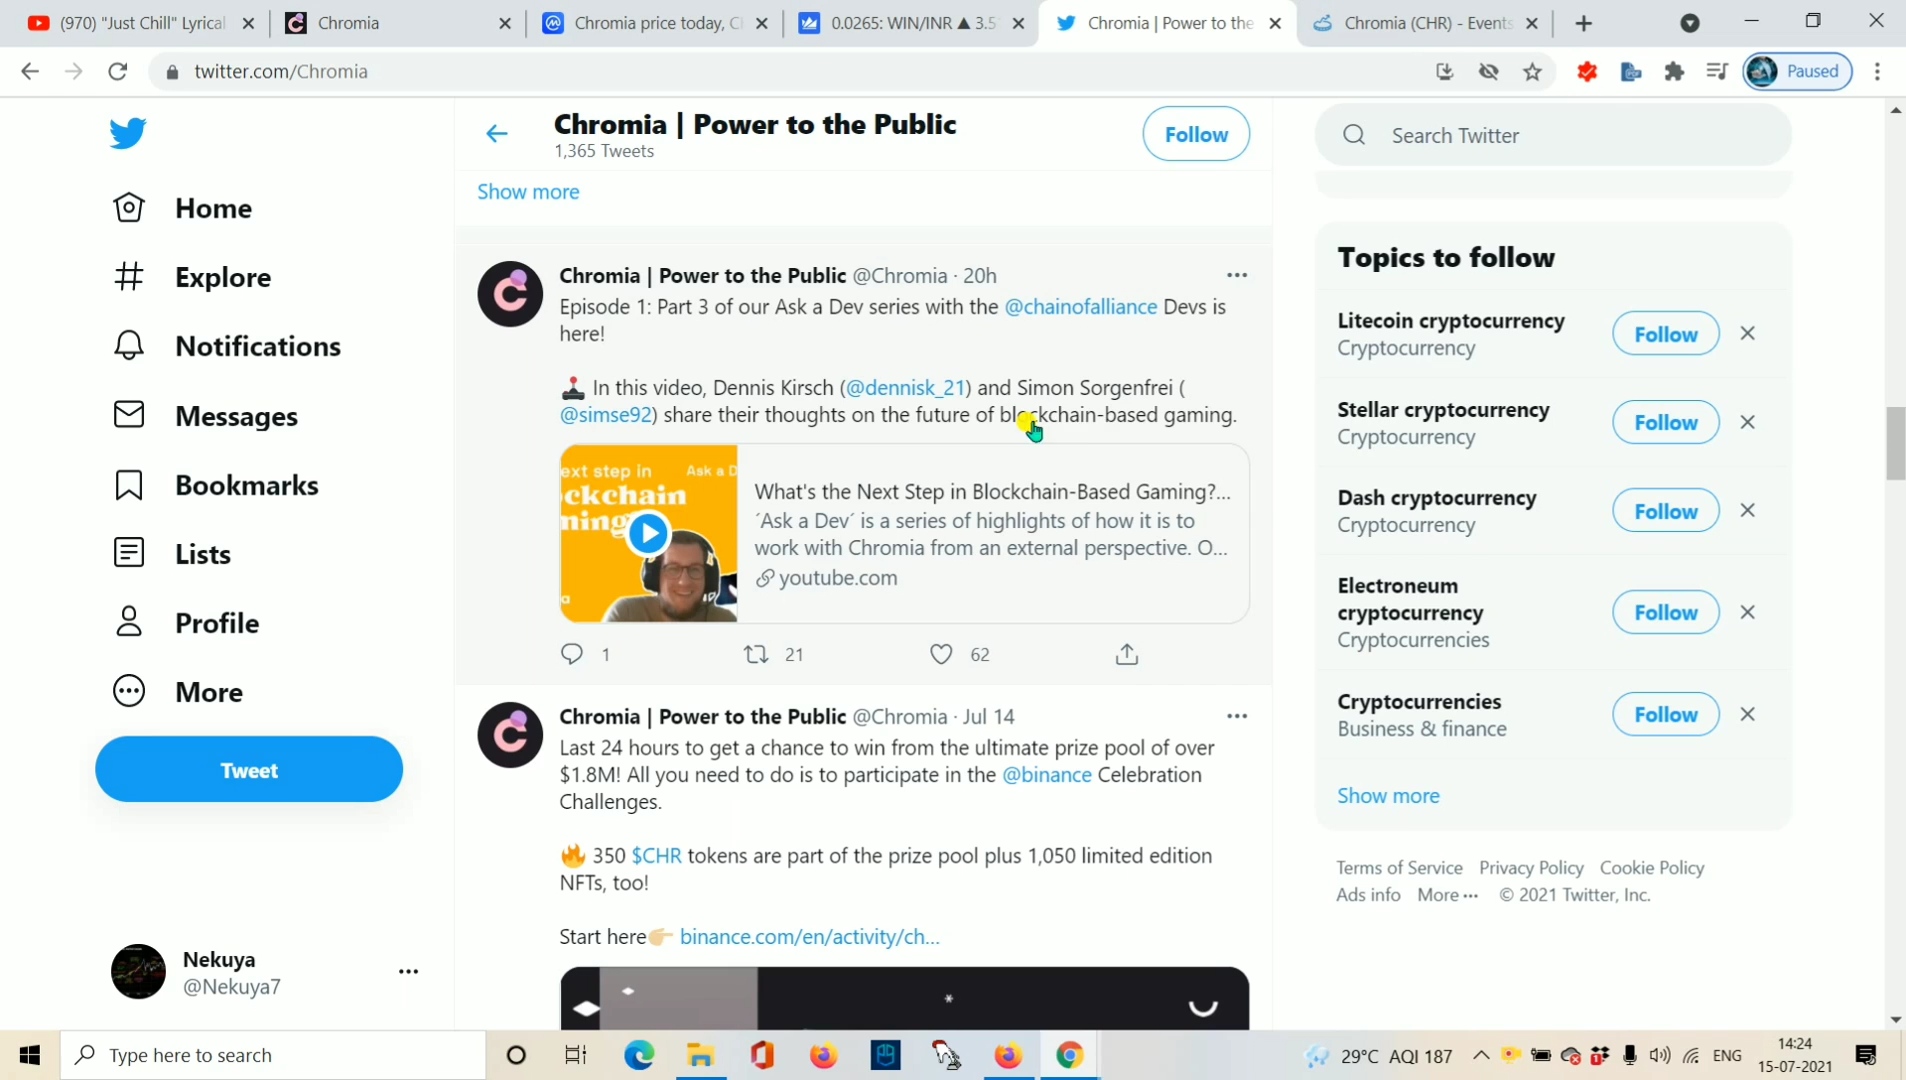 (970) "Just Chill" Lyrical
Chromia
Chromia price today, C
0.0265: WIN/INR ▲ 3.5
Chromia | Power to the
Chromia (CHR) - Events
twitter.com/Chromia
Paused
Chromia | Power to the Public
1,365 Tweets
Follow
Search Twitter
Home
Explore
Notifications
Messages
Bookmarks
Lists
Profile
More
Tweet
Nekuya
@Nekuya7
Show more
Chromia | Power to the Public @Chromia · 20h
Episode 1: Part 3 of our Ask a Dev series with the @chainofalliance Devs is
here!
🕹️ In this video, Dennis Kirsch (@dennisk_21) and Simon Sorgenfrei (
@simse92) share their thoughts on the future of blockchain-based gaming.
ext step in
Ask a D
ckchain
ning
What's the Next Step in Blockchain-Based Gaming?...
´Ask a Dev´ is a series of highlights of how it is to
work with Chromia from an external perspective. O...
youtube.com
1
21
62
Chromia | Power to the Public @Chromia · Jul 14
Last 24 hours to get a chance to win from the ultimate prize pool of over
$1.8M! All you need to do is to participate in the @binance Celebration
Challenges.
🔥 350 $CHR tokens are part of the prize pool plus 1,050 limited edition
NFTs, too!
Start here👉🏼 binance.com/en/activity/ch...
Topics to follow
Litecoin cryptocurrency
Cryptocurrency
Follow
Stellar cryptocurrency
Cryptocurrency
Follow
Dash cryptocurrency
Cryptocurrency
Follow
Electroneum
cryptocurrency
Cryptocurrencies
Follow
Cryptocurrencies
Business & finance
Follow
Show more
Terms of Service Privacy Policy Cookie Policy
Ads info More ··· © 2021 Twitter, Inc.
Type here to search
29°C AQI 187
ENG
14:24
15-07-2021